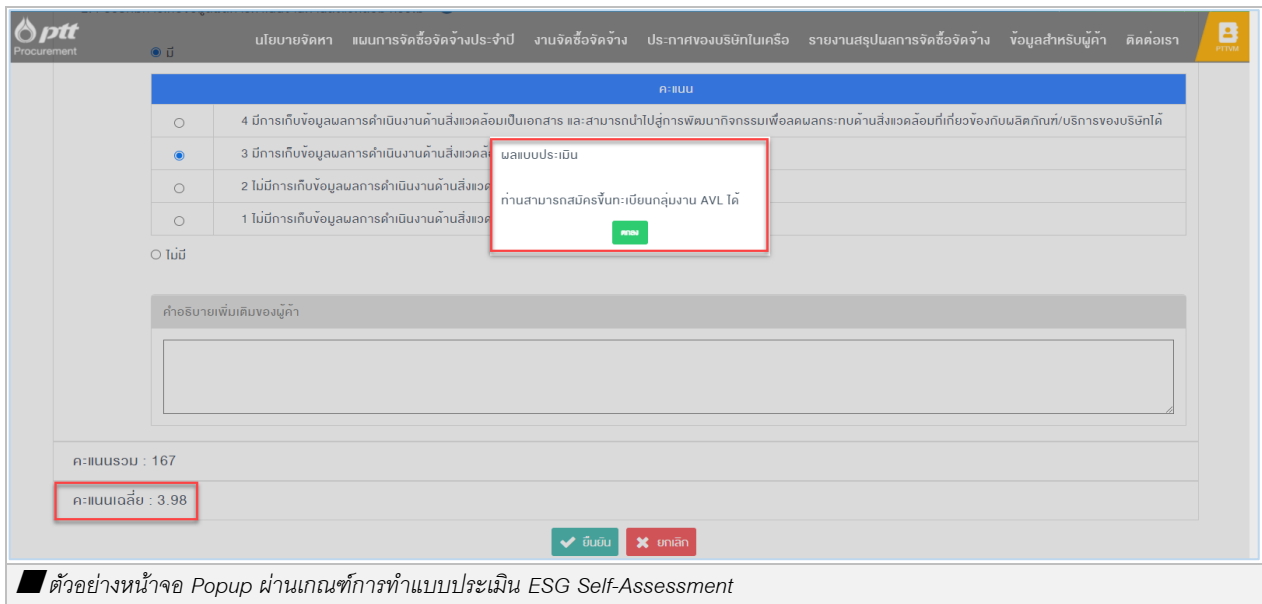 ptt
Procurement
นโยบายจัดหา แผนการจัดซื้อจัดจ้างประจำปี งานจัดซื้อจัดจ้าง ประกาศของบริษัทในเครือ รายงานสรุปผลการจัดซื้อจัดจ้าง ข้อมูลสำหรับผู้ค้า ติดต่อเรา
PTTVM
มี
คะแนน
4 มีการเก็บข้อมูลผลการดำเนินงานด้านสิ่งแวดล้อมเป็นเอกสาร และสามารถนำไปสู่การพัฒนากิจกรรมเพื่อลดผลกระทบด้านสิ่งแวดล้อมที่เกี่ยวข้องกับผลิตภัณฑ์/บริการของบริษัทได้
3 มีการเก็บข้อมูลผลการดำเนินงานด้านสิ่งแวดล้
2 ไม่มีการเก็บข้อมูลผลการดำเนินงานด้านสิ่งแวด
1 ไม่มีการเก็บข้อมูลผลการดำเนินงานด้านสิ่งแวด
ผลแบบประเมิน
ท่านสามารถสมัครขึ้นทะเบียนกลุ่มงาน AVL ได้
ตกลง
ไม่มี
คำอธิบายเพิ่มเติมของผู้ค้า
คะแนนรวม : 167
คะแนนเฉลี่ย : 3.98
ยืนยัน ยกเลิก
ตัวอย่างหน้าจอ Popup ผ่านเกณฑ์การทำแบบประเมิน ESG Self-Assessment